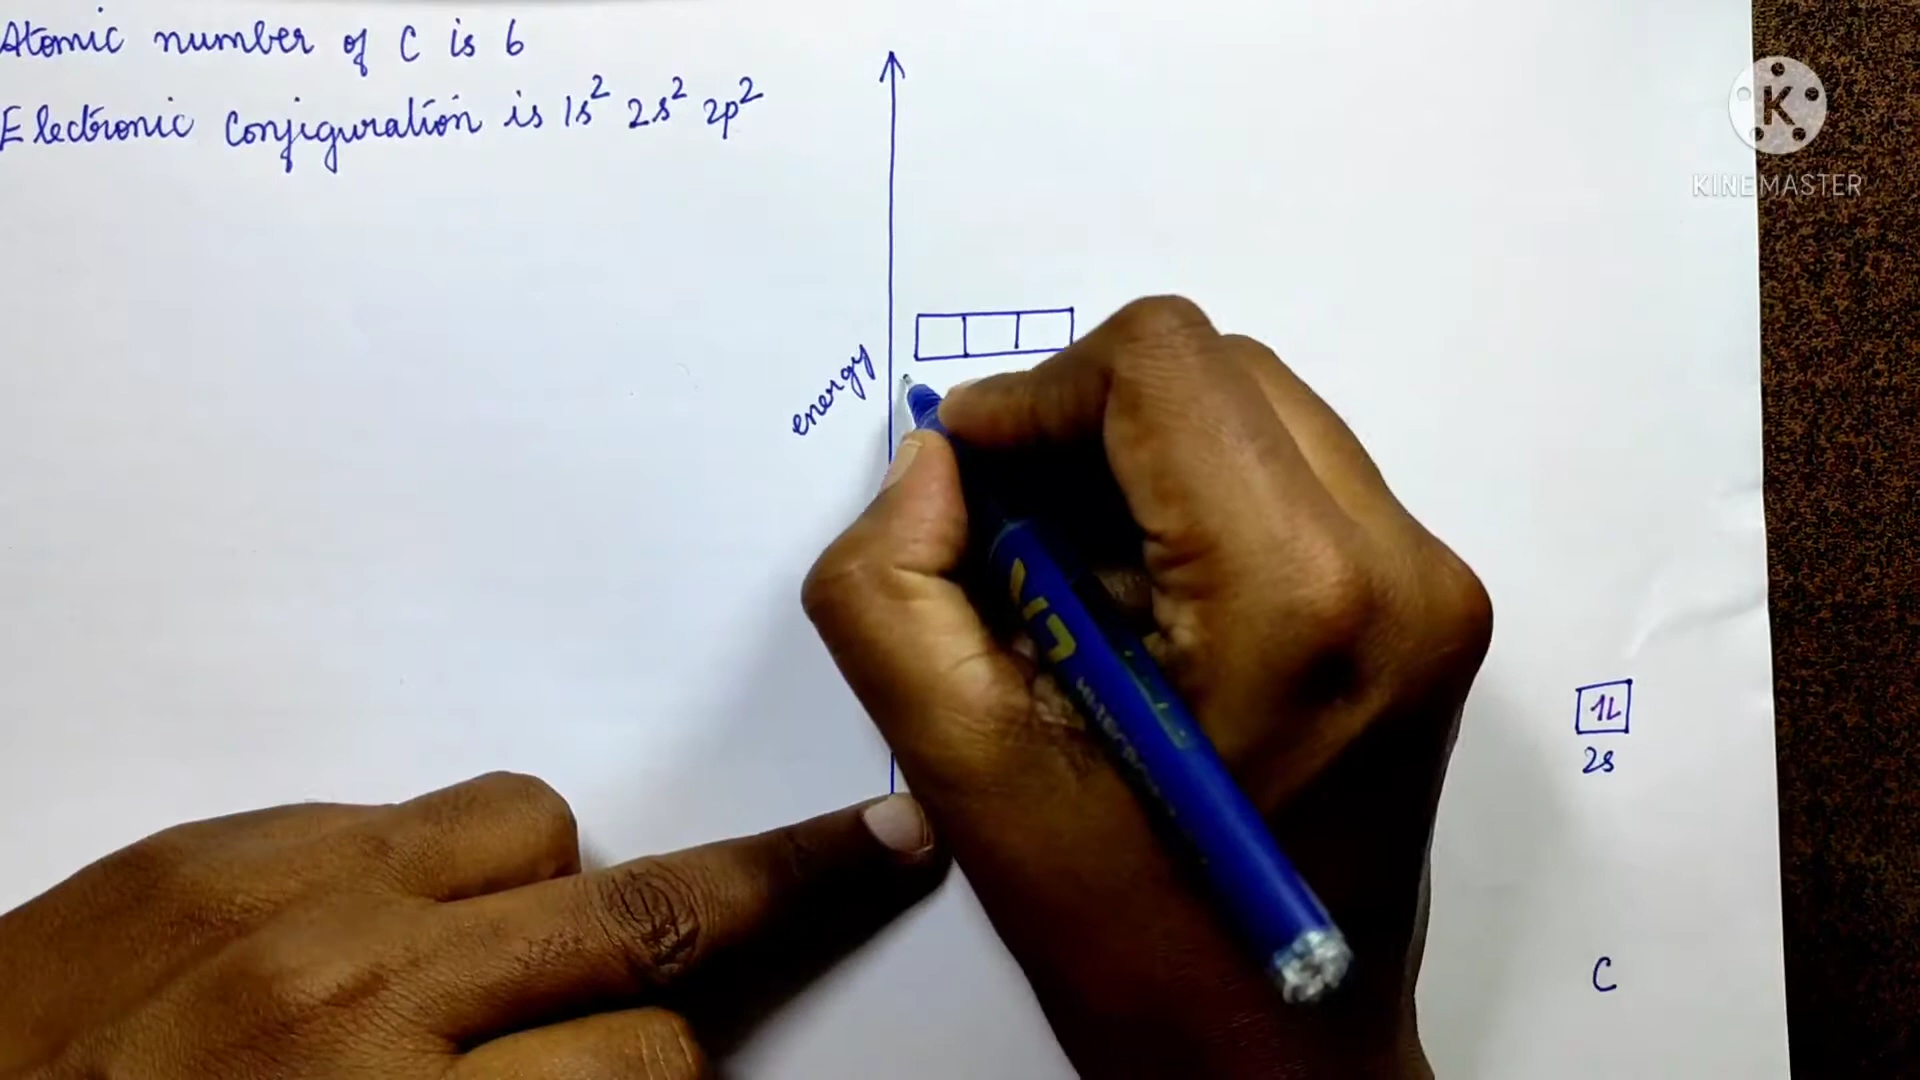 Atomic number of C is 6
Electronic configuration is 1s² 2s² 2p²
K
KINEMASTER
energy
1L
2s
C